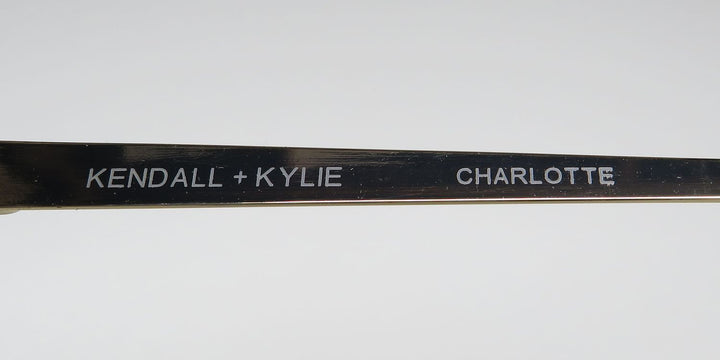 KENDALL + KYLIE CHARLOTTE